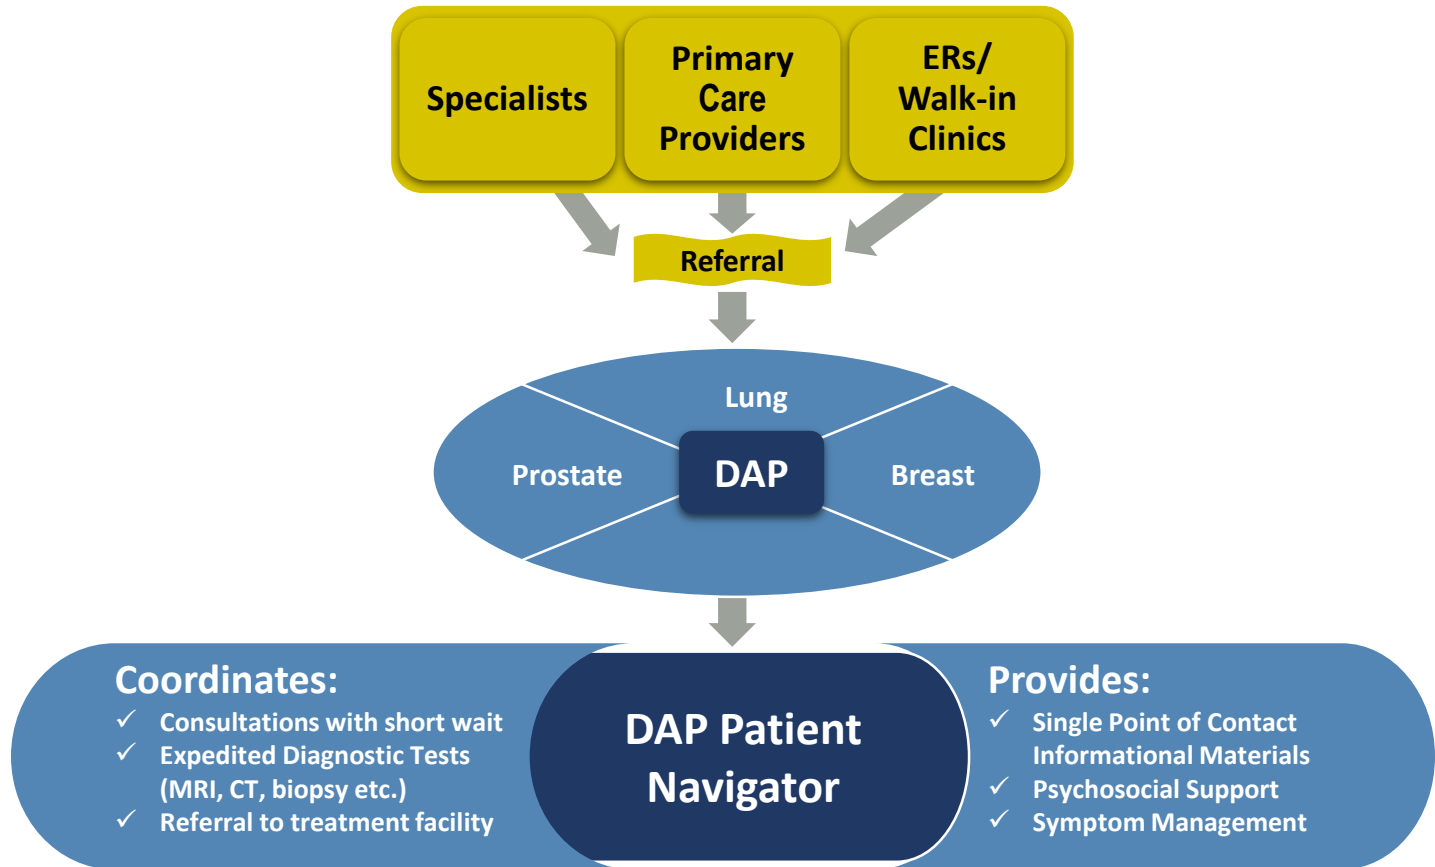 Specialists
Primary
Care
Providers
ERs/
Walk-in
Clinics
Referral
Lung
Prostate
DAP
Breast
Coordinates:
✓ Consultations with short wait
✓ Expedited Diagnostic Tests
(MRI, CT, biopsy etc.)
✓ Referral to treatment facility
DAP Patient
Navigator
Provides:
✓ Single Point of Contact
Informational Materials
✓ Psychosocial Support
✓ Symptom Management